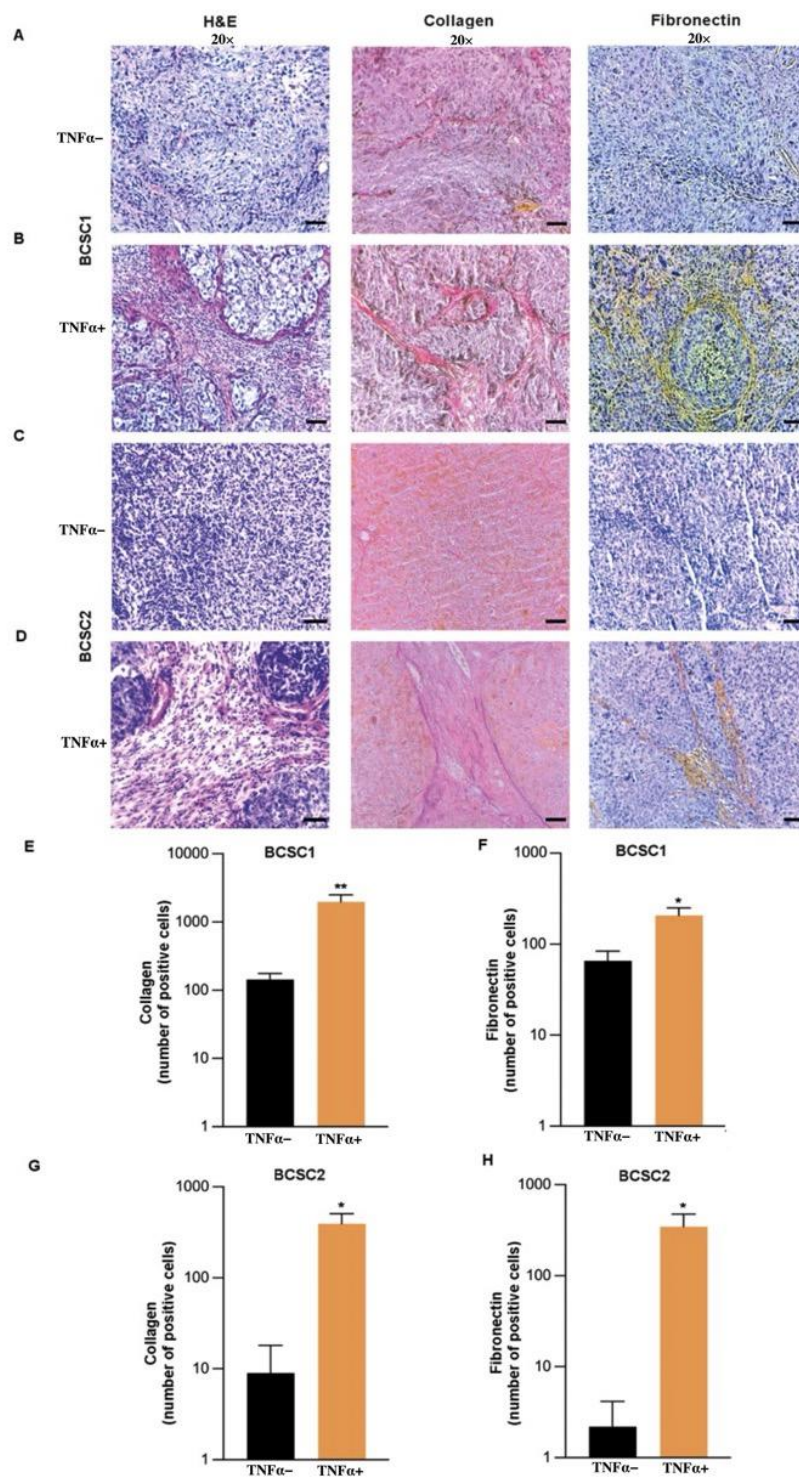 H&E Collagen Fibronectin
A 20× 20× 20×
TNFα−
BCSC1
B
TNFα+
C
TNFα−
BCSC2
D
TNFα+
E BCSC1
10000
1000
100
10
1
Collagen
(number of positive cells)
**
TNFα− TNFα+
F BCSC1
1000
100
10
1
Fibronectin
(number of positive cells)
*
TNFα− TNFα+
G BCSC2
1000
100
10
1
Collagen
(number of positive cells)
*
TNFα− TNFα+
H BCSC2
1000
100
10
1
Fibronectin
(number of positive cells)
*
TNFα− TNFα+